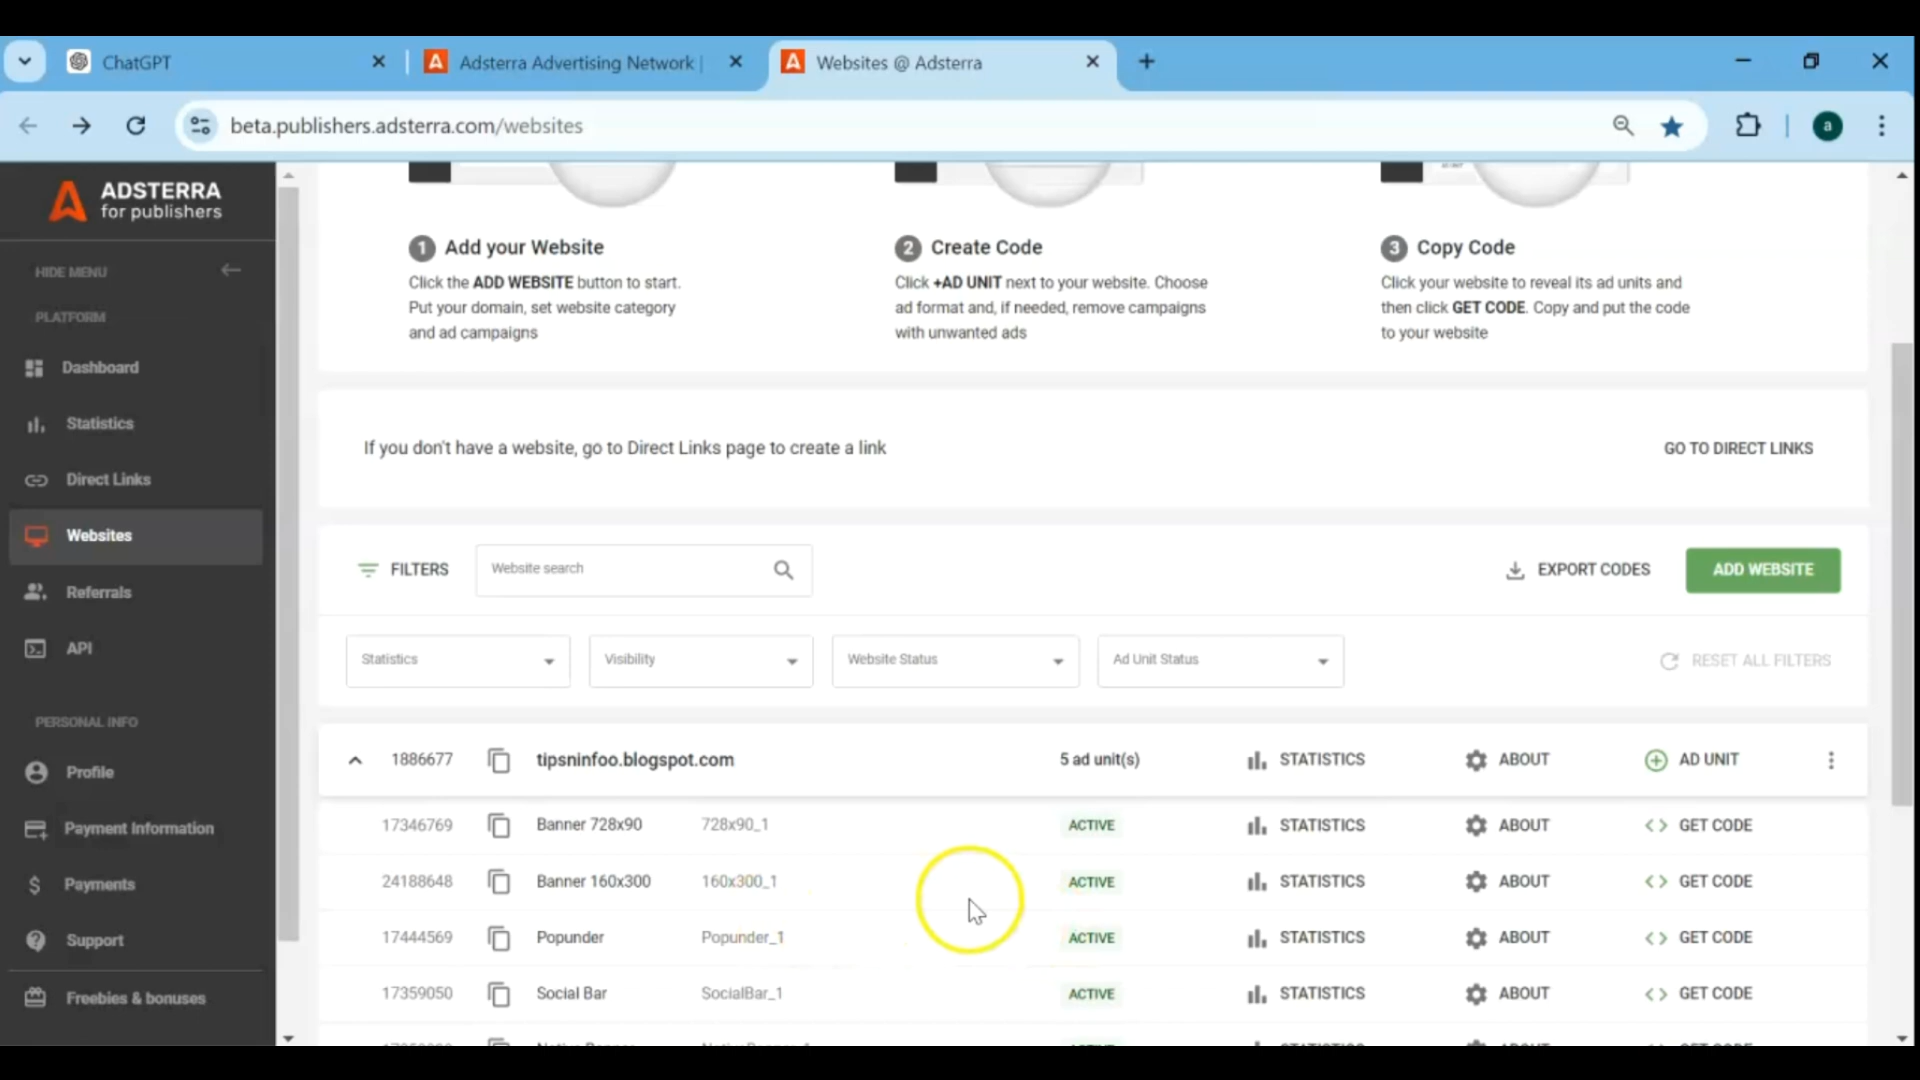 ChatGPT
Adsterra Advertising Network |
Websites @ Adsterra
beta.publishers.adsterra.com/websites
a
ADSTERRA
for publishers
HIDE MENU
PLATFORM
Dashboard
Statistics
Direct Links
Websites
Referrals
API
PERSONAL INFO
Profile
Payment Information
Payments
Support
Freebies & bonuses
1 Add your Website
Click the ADD WEBSITE button to start.
Put your domain, set website category
and ad campaigns
2 Create Code
Click +AD UNIT next to your website. Choose
ad format and, if needed, remove campaigns
with unwanted ads
3 Copy Code
Click your website to reveal its ad units and
then click GET CODE. Copy and put the code
to your website
If you don't have a website, go to Direct Links page to create a link
GO TO DIRECT LINKS
FILTERS Website search EXPORT CODES ADD WEBSITE
Statistics Visibility Website Status Ad Unit Status RESET ALL FILTERS
1886677 tipsninfoo.blogspot.com 5 ad unit(s) STATISTICS ABOUT AD UNIT
17346769 Banner 728x90 728x90_1 ACTIVE STATISTICS ABOUT GET CODE
24188648 Banner 160x300 160x300_1 ACTIVE STATISTICS ABOUT GET CODE
17444569 Popunder Popunder_1 ACTIVE STATISTICS ABOUT GET CODE
17359050 Social Bar SocialBar_1 ACTIVE STATISTICS ABOUT GET CODE